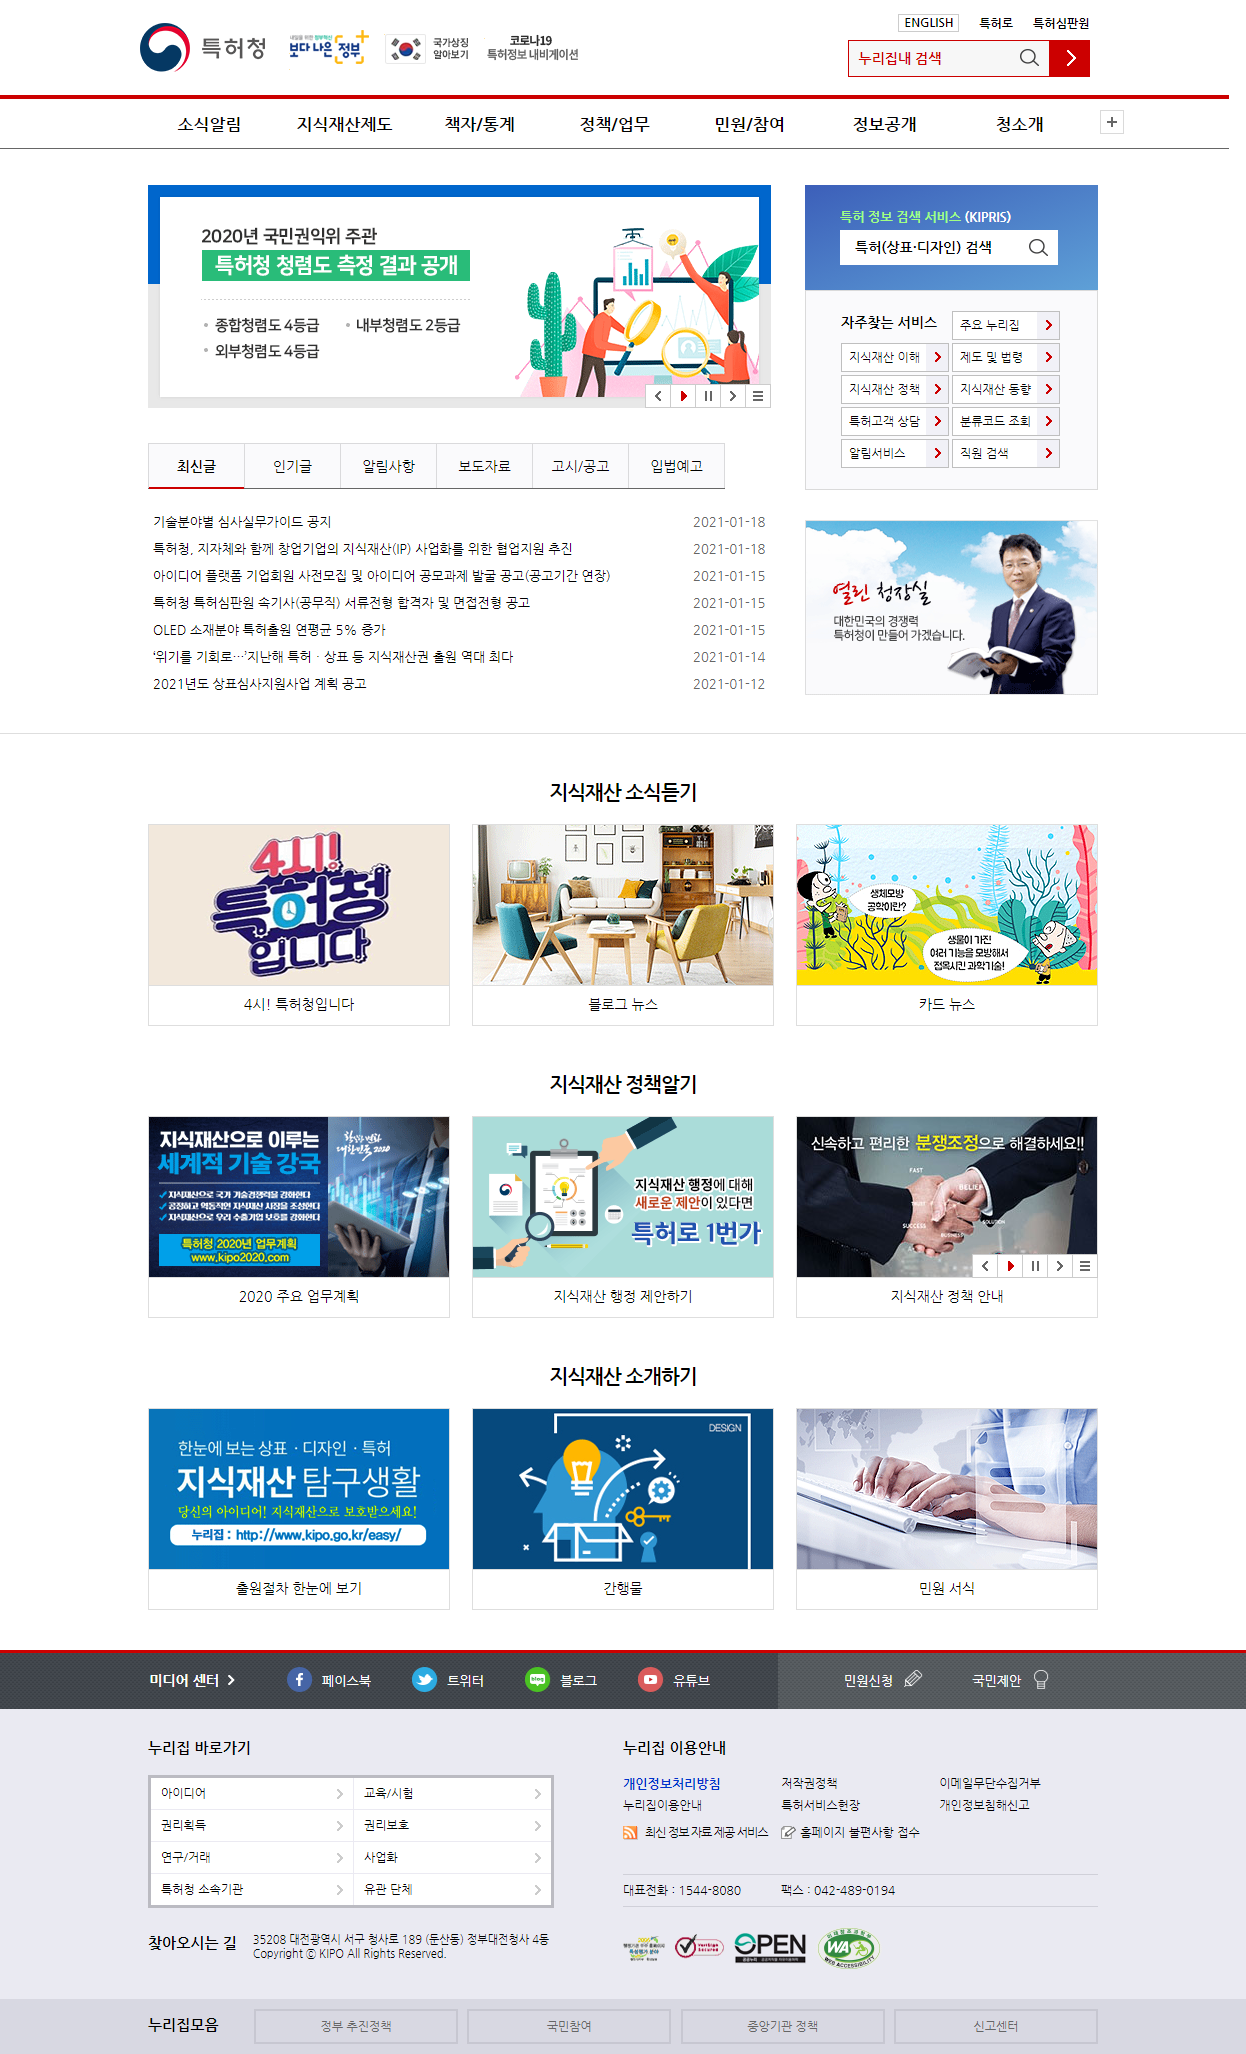 ENGLISH 특허로 특허심판원
특허청
내일을 위한 정부혁신
보다 나은 정부
국가상징
알아보기
코로나19
특허정보 내비게이션
누리집내 검색
소식알림 지식재산제도 책자/통계 정책/업무 민원/참여 정보공개 청소개
2020년 국민권익위 주관
특허청 청렴도 측정 결과 공개
종합청렴도 4등급 내부청렴도 2등급
외부청렴도 4등급
특허 정보 검색 서비스 (KIPRIS)
특허(상표·디자인) 검색
자주찾는 서비스 주요 누리집
지식재산 이해 제도 및 법령
지식재산 정책 지식재산 동향
특허고객 상담 분류코드 조회
알림서비스 직원 검색
최신글 인기글 알림사항 보도자료 고시/공고 입법예고
기술분야별 심사실무가이드 공지 2021-01-18
특허청, 지자체와 함께 창업기업의 지식재산(IP) 사업화를 위한 협업지원 추진 2021-01-18
아이디어 플랫폼 기업회원 사전모집 및 아이디어 공모과제 발굴 공고(공고기간 연장) 2021-01-15
특허청 특허심판원 속기사(공무직) 서류전형 합격자 및 면접전형 공고 2021-01-15
OLED 소재분야 특허출원 연평균 5% 증가 2021-01-15
‘위기를 기회로…’지난해 특허ㆍ상표 등 지식재산권 출원 역대 최다 2021-01-14
2021년도 상표심사지원사업 계획 공고 2021-01-12
열린 청장실
대한민국의 경쟁력
특허청이 만들어 가겠습니다.
지식재산 소식듣기
4시!
특허청
입니다
생체모방
공학이란?
생물이 가진
여러 기능을 모방해서
접목시킨 과학기술!
4시! 특허청입니다 블로그 뉴스 카드 뉴스
지식재산 정책알기
지식재산으로 이루는
세계적 기술 강국
지식재산으로 국가 기술경쟁력을 강화한다
공정하고 역동적인 지식재산 시장을 조성한다
지식재산으로 우리 수출기업 보호를 강화한다
특허청 2020년 업무계획
www.kipo2020.com
지식재산 행정에 대해
새로운 제안이 있다면
특허로 1번가
신속하고 편리한 분쟁조정으로 해결하세요!!
FAST
BELIEF
TRUST
SUCCESS
SOLUTION
BUSINESS
2020 주요 업무계획 지식재산 행정 제안하기 지식재산 정책 안내
지식재산 소개하기
한눈에 보는 상표 · 디자인 · 특허
지식재산 탐구생활
당신의 아이디어! 지식재산으로 보호받으세요!
누리집 : http://www.kipo.go.kr/easy/
DESIGN
출원절차 한눈에 보기 간행물 민원 서식
미디어 센터 페이스북 트위터 블로그 유튜브 민원신청 국민제안
누리집 바로가기
아이디어 교육/시험
권리획득 권리보호
연구/거래 사업화
특허청 소속기관 유관 단체
누리집 이용안내
개인정보처리방침 저작권정책 이메일무단수집거부
누리집이용안내 특허서비스헌장 개인정보침해신고
최신 정보 자료 제공 서비스 홈페이지 불편사항 접수
대표전화 : 1544-8080 팩스 : 042-489-0194
찾아오시는 길
35208 대전광역시 서구 청사로 189 (둔산동) 정부대전청사 4동
Copyright ⓒ KIPO All Rights Reserved.
OPEN
WA
WEB ACCESSIBILITY
누리집모음 정부 추진정책 국민참여 중앙기관 정책 신고센터